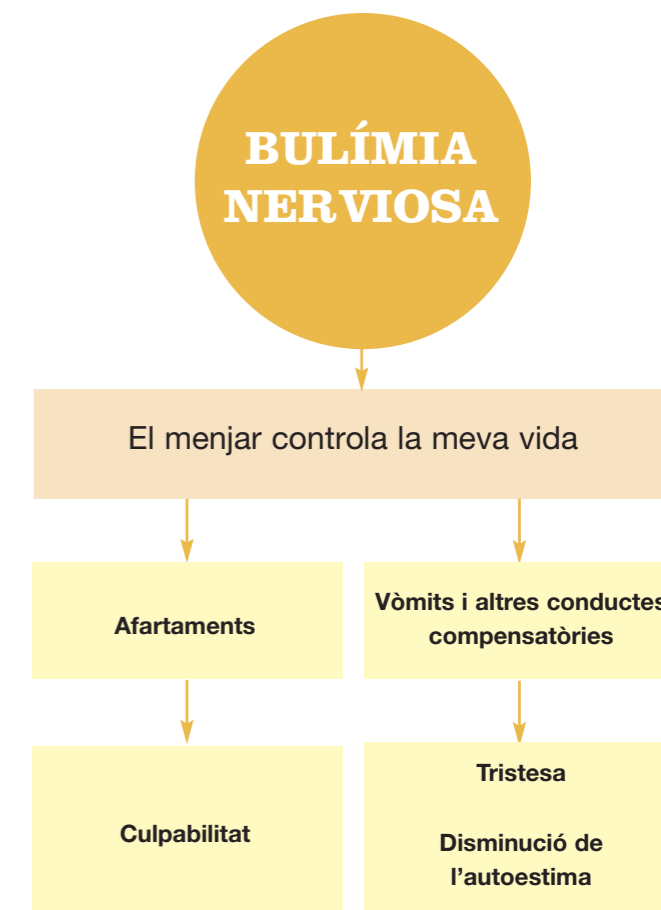 BULÍMIA
NERVIOSA
El menjar controla la meva vida
Afartaments
Vòmits i altres conductes
compensatòries
Culpabilitat
Tristesa
Disminució de
l'autoestima